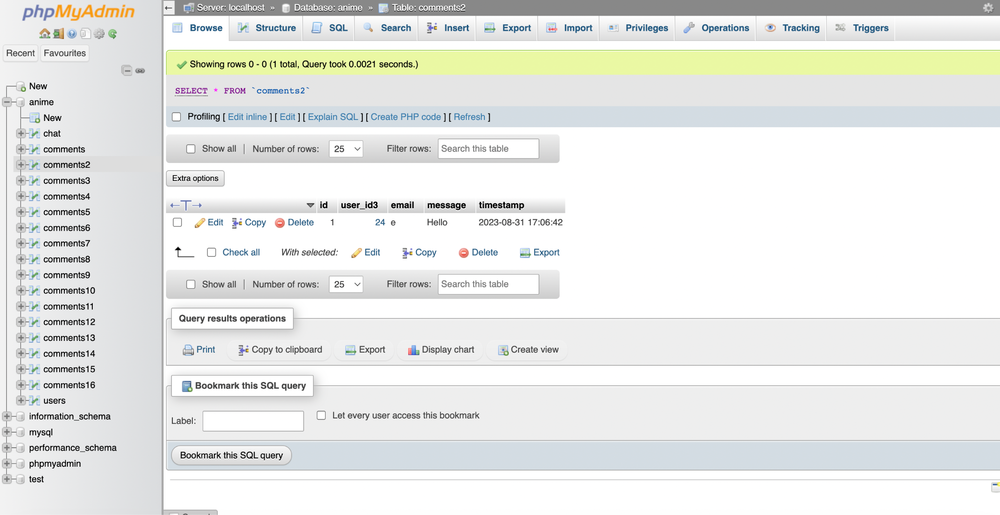 phpMyAdmin
Recent Favourites
New
anime
New
chat
comments
comments2
comments3
comments4
comments5
comments6
comments7
comments8
comments9
comments10
comments11
comments12
comments13
comments14
comments15
comments16
users
information_schema
mysql
performance_schema
phpmyadmin
test
Server: localhost » Database: anime » Table: comments2
Browse Structure SQL Search Insert Export Import Privileges Operations Tracking Triggers
Showing rows 0 - 0 (1 total, Query took 0.0021 seconds.)
SELECT * FROM `comments2`
Profiling [ Edit inline ] [ Edit ] [ Explain SQL ] [ Create PHP code ] [ Refresh ]
Show all | Number of rows: 25 Filter rows: Search this table
Extra options
id user_id3 email message timestamp
Edit Copy Delete 1 24 e Hello 2023-08-31 17:06:42
Check all With selected: Edit Copy Delete Export
Show all | Number of rows: 25 Filter rows: Search this table
Query results operations
Print Copy to clipboard Export Display chart Create view
Bookmark this SQL query
Label: Let every user access this bookmark
Bookmark this SQL query